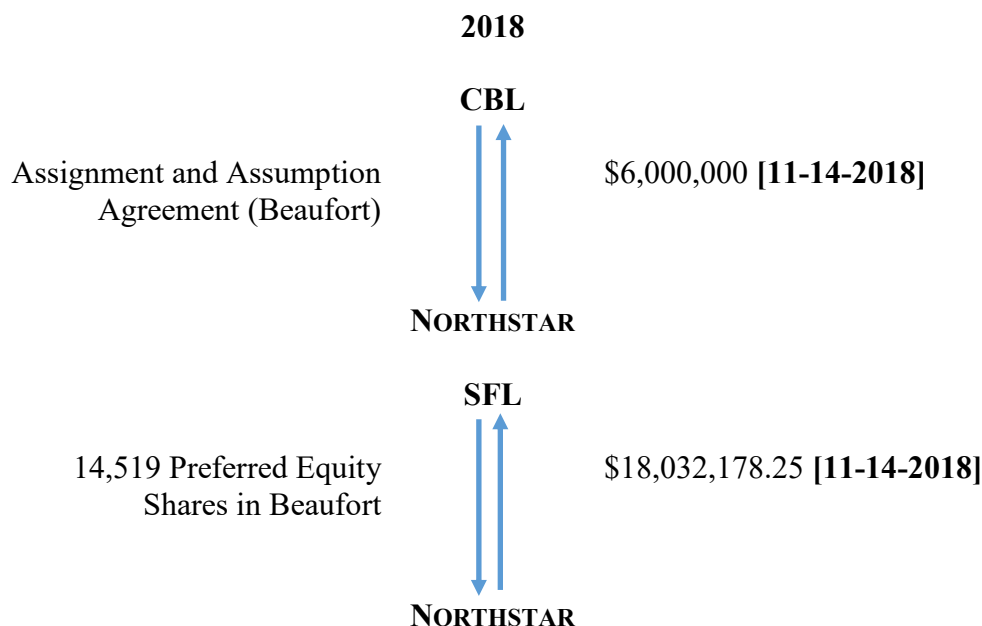 2018
CBL
Assignment and Assumption
Agreement (Beaufort)
$6,000,000 [11-14-2018]
NORTHSTAR
SFL
14,519 Preferred Equity
Shares in Beaufort
$18,032,178.25 [11-14-2018]
NORTHSTAR